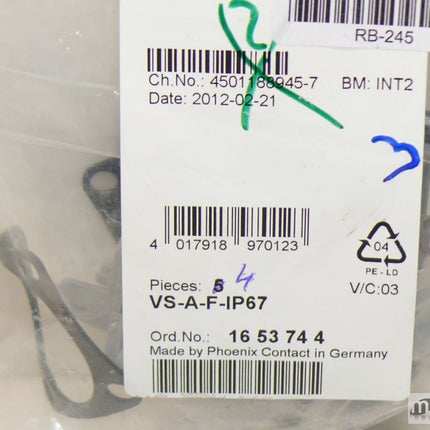 RB-245
2
Ch.No.: 4501188945-7 BM: INT2
Date: 2012-02-21
3
4 017918 970123
04
PE-LD
Pieces: 5 4
V/C:03
VS-A-F-IP67
Ord.No.: 16 53 74 4
Made by Phoenix Contact in Germany